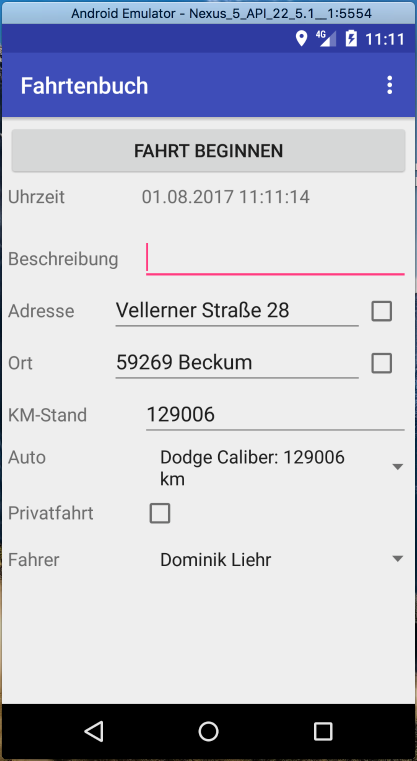 Android Emulator - Nexus_5_API_22_5.1__1:5554
4G 11:11
Fahrtenbuch
FAHRT BEGINNEN
Uhrzeit 01.08.2017 11:11:14
Beschreibung
Adresse Vellerner Straße 28
Ort 59269 Beckum
KM-Stand 129006
Auto Dodge Caliber: 129006
km
Privatfahrt
Fahrer Dominik Liehr